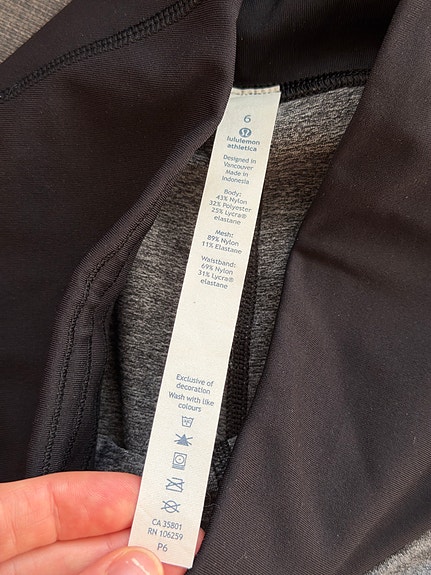 6
lululemon
athletica
Designed in
Vancouver
Made in
Indonesia
Body:
43% Nylon
32% Polyester
25% Lycra®
elastane
Mesh:
89% Nylon
11% Elastane
Waistband:
69% Nylon
31% Lycra®
elastane
Exclusive of
decoration
Wash with like
colours
CA 35801
RN 106259
P6